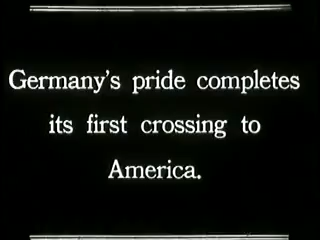 Germany's pride completes
its first crossing to
America.